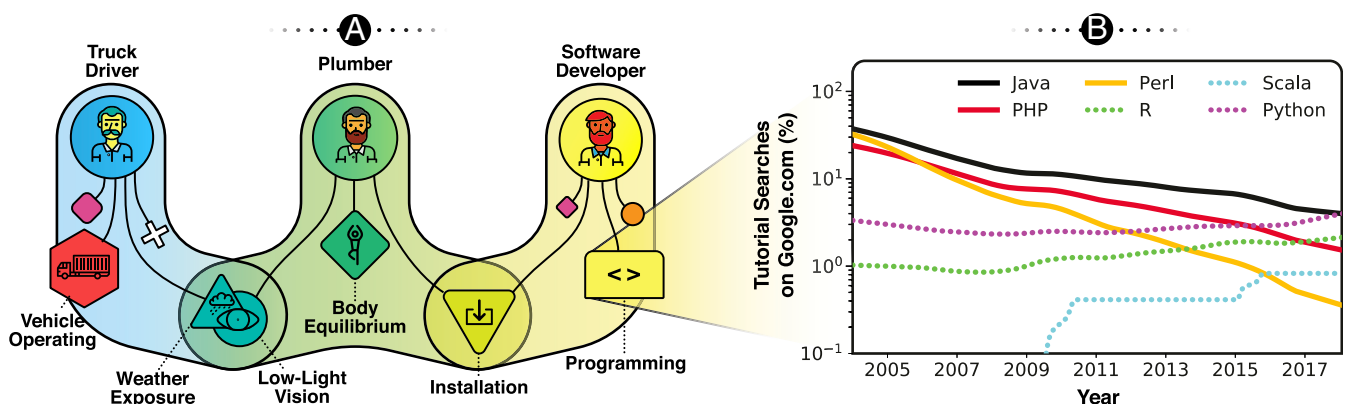 A
B
Truck
Driver
Plumber
Software
Developer
< >
Vehicle
Operating
Weather
Exposure
Low-Light
Vision
Body
Equilibrium
Installation
Programming
Tutorial Searches
on Google.com (%)
Java
PHP
Perl
R
Scala
Python
10²
10¹
10⁰
10⁻¹
2005
2007
2009
2011
2013
2015
2017
Year